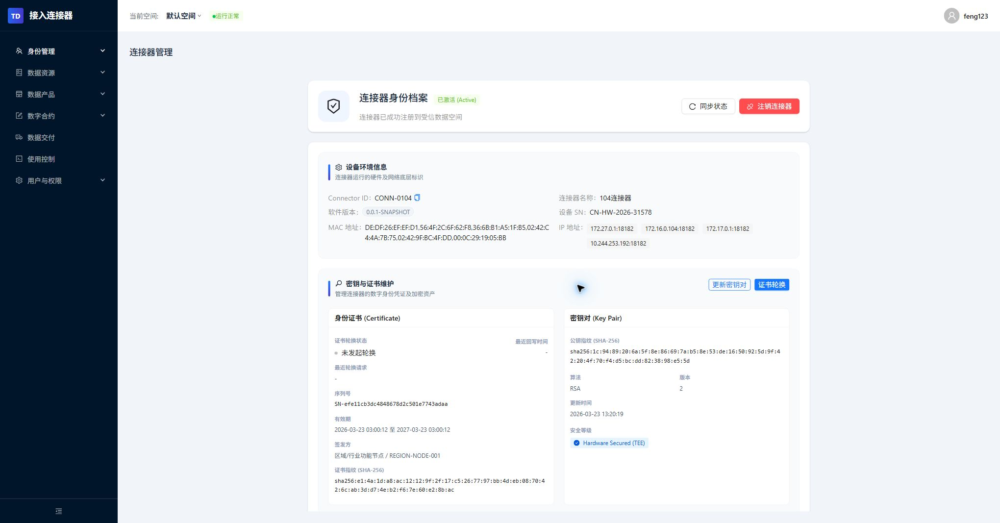 TD 接入连接器
身份管理
数据资源
数据产品
数字合约
数据交付
使用控制
用户与权限
当前空间: 默认空间 运行正常
feng123
连接器管理
连接器身份档案 已激活 (Active)
连接器已成功注册到受信数据空间
同步状态 注销连接器
设备环境信息
连接器运行的硬件及网络底层标识
Connector ID: CONN-0104
连接器名称: 104连接器
软件版本: 0.0.1-SNAPSHOT
设备 SN: CN-HW-2026-31578
MAC 地址: DE:DF:26:EF:EF:D1,56:4F:2C:6F:62:F8,36:6B:B1:A5:1F:B5,02:42:C
4:4A:7B:75,02:42:9F:BC:4F:DD,00:0C:29:19:05:BB
IP 地址: 172.27.0.1:18182 172.16.0.104:18182 172.17.0.1:18182
10.244.253.192:18182
密钥与证书维护
管理连接器的数字身份凭证及加密资产
更新密钥对 证书轮换
身份证书 (Certificate)
证书轮换状态 最近回写时间
未发起轮换 -
最近轮换请求
-
序列号
SN-efe11cb3dc4848678d2c501e7743adaa
有效期
2026-03-23 03:00:12 至 2027-03-23 03:00:12
签发方
区域/行业功能节点 / REGION-NODE-001
证书指纹 (SHA-256)
sha256:e1:4a:1d:a8:ac:12:12:9f:2f:17:c5:26:77:97:bb:4d:eb:08:70:4
2:6c:ab:3d:d7:4e:b2:f6:7e:60:e2:8b:ac
密钥对 (Key Pair)
公钥指纹 (SHA-256)
sha256:1c:94:89:20:6a:5f:8e:86:69:7a:b5:8e:53:de:16:50:92:5d:9f:4
2:20:4f:70:f4:d5:bc:dd:82:38:98:e5:5d
算法 版本
RSA 2
更新时间
2026-03-23 13:20:19
安全等级
Hardware Secured (TEE)